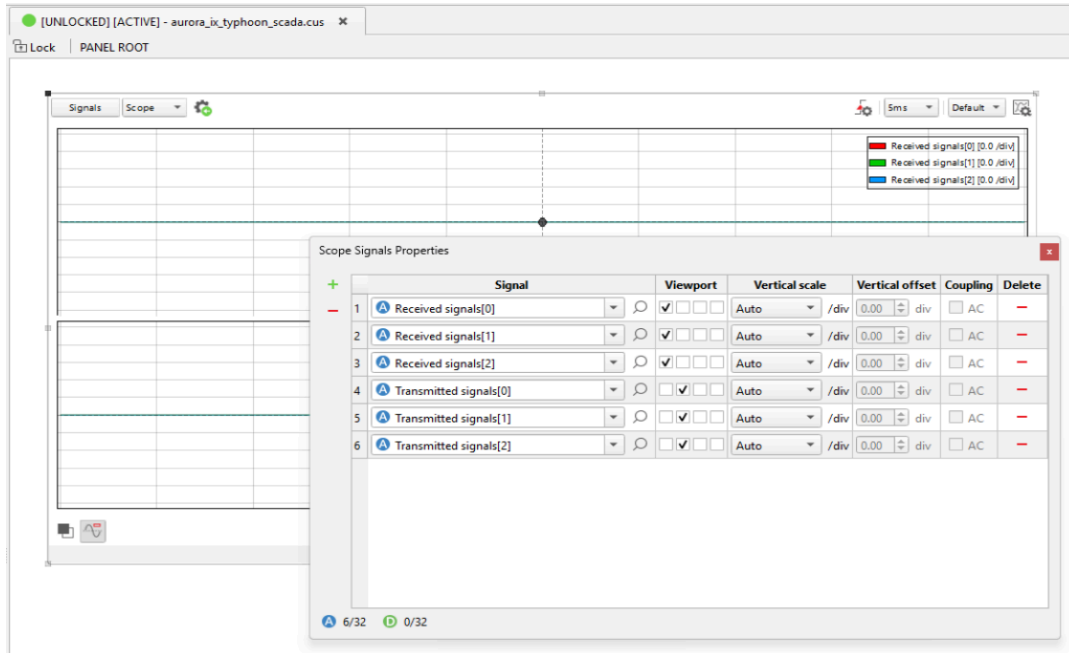 [UNLOCKED] [ACTIVE] - aurora_ix_typhoon_scada.cus
Lock PANEL ROOT
Signals Scope 5ms Default
Received signals[0] [0.0 /div]
Received signals[1] [0.0 /div]
Received signals[2] [0.0 /div]
Scope Signals Properties
Signal Viewport Vertical scale Vertical offset Coupling Delete
1 A Received signals[0] Auto /div 0.00 div AC
2 A Received signals[1] Auto /div 0.00 div AC
3 A Received signals[2] Auto /div 0.00 div AC
4 A Transmitted signals[0] Auto /div 0.00 div AC
5 A Transmitted signals[1] Auto /div 0.00 div AC
6 A Transmitted signals[2] Auto /div 0.00 div AC
A 6/32 D 0/32